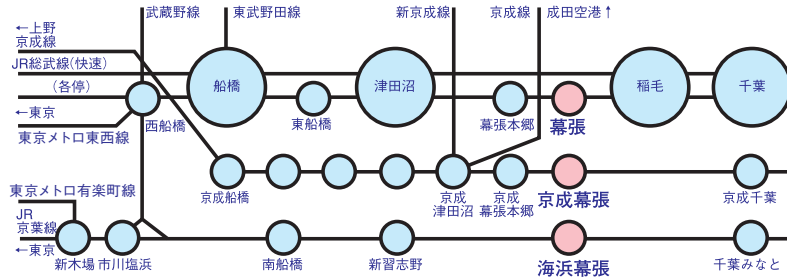 武蔵野線
東武野田線
新京成線
京成線
成田空港↑
←上野
京成線
JR総武線(快速)
(各停)
←東京
東京メトロ東西線
船橋
津田沼
稲毛
千葉
西船橋
東船橋
幕張本郷
幕張
京成船橋
京成
津田沼
京成
幕張本郷
京成幕張
京成千葉
東京メトロ有楽町線
JR
京葉線
←東京
新木場
市川塩浜
南船橋
新習志野
海浜幕張
千葉みなと